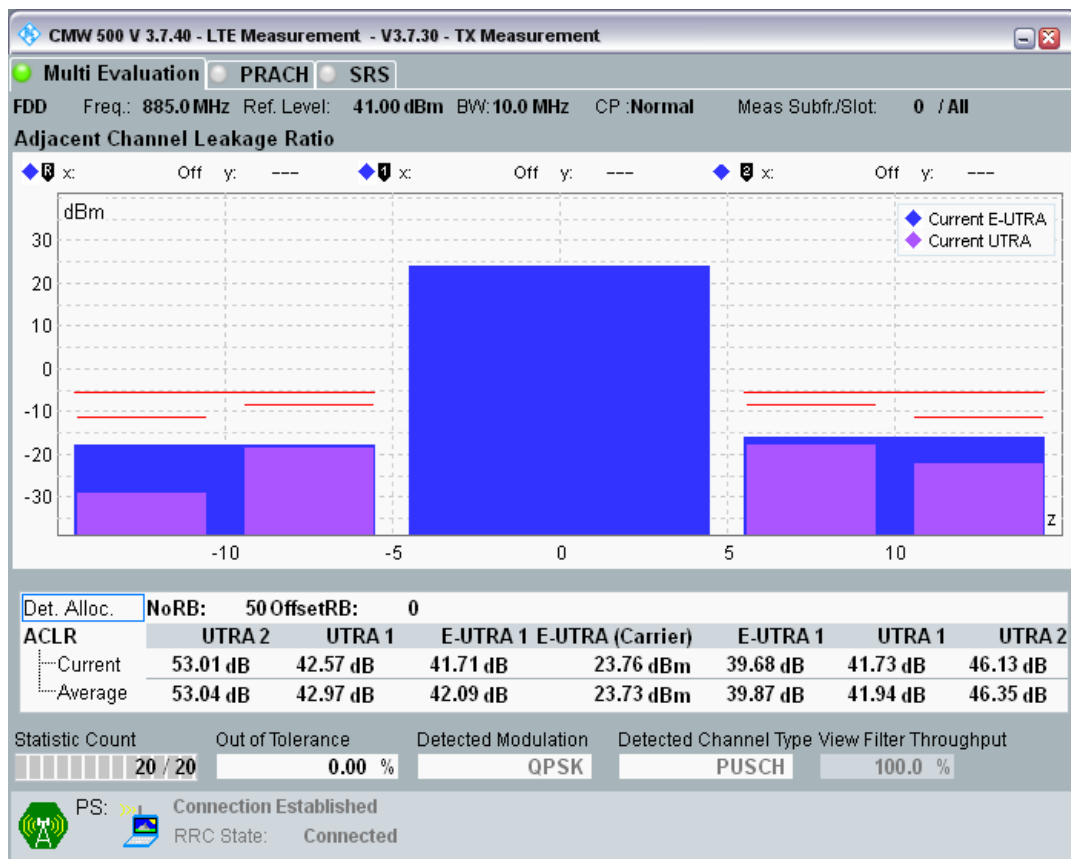 CMW 500 V 3.7.40 - LTE Measurement - V3.7.30 - TX Measurement
Multi Evaluation PRACH SRS
FDD Freq.: 885.0 MHz Ref. Level: 41.00 dBm BW: 10.0 MHz CP :Normal Meas Subfr./Slot: 0 / All
Adjacent Channel Leakage Ratio
R x: Off y: --- 1 x: Off y: --- 2 x: Off y: ---
dBm
Current E-UTRA
Current UTRA
30
20
10
0
-10
-20
-30
z
-10 -5 0 5 10
Det. Alloc. NoRB: 50 OffsetRB: 0
ACLR UTRA 2 UTRA 1 E-UTRA 1 E-UTRA (Carrier) E-UTRA 1 UTRA 1 UTRA 2
Current 53.01 dB 42.57 dB 41.71 dB 23.76 dBm 39.68 dB 41.73 dB 46.13 dB
Average 53.04 dB 42.97 dB 42.09 dB 23.73 dBm 39.87 dB 41.94 dB 46.35 dB
Statistic Count Out of Tolerance Detected Modulation Detected Channel Type View Filter Throughput
20 / 20 0.00 % QPSK PUSCH 100.0 %
PS: Connection Established
RRC State: Connected